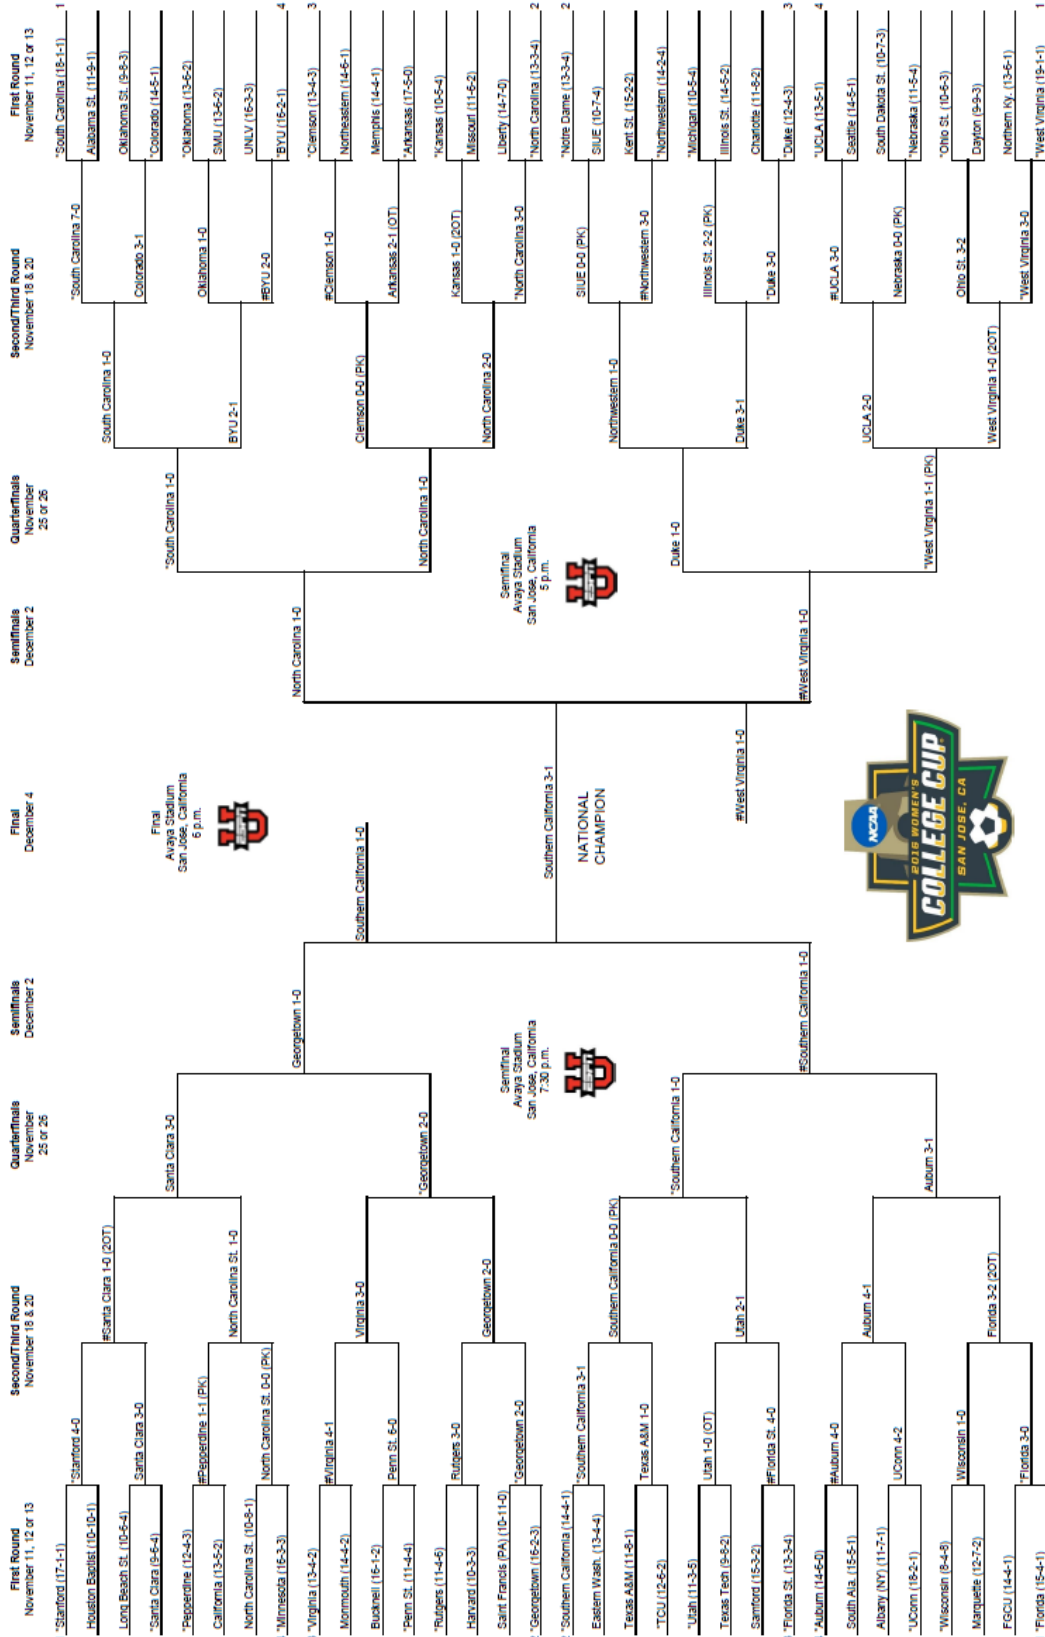 First Round
November 11, 12 or 13
Second/Third Round
November 18 & 20
Quarterfinals
November
25 or 26
Semifinals
December 2
Final
December 4
Semifinals
December 2
Quarterfinals
November
25 or 26
Second/Third Round
November 18 & 20
First Round
November 11, 12 or 13
*Stanford (17-1-1)
Houston Baptist (10-10-1)
Long Beach St. (10-6-4)
*Santa Clara (9-6-4)
*Pepperdine (12-4-3)
California (13-5-2)
North Carolina St. (10-8-1)
*Minnesota (16-3-3)
*Virginia (13-4-2)
Monmouth (14-4-2)
Bucknell (16-1-2)
*Penn St. (11-4-4)
*Rutgers (11-4-6)
Harvard (10-3-3)
Saint Francis (PA) (10-11-0)
*Georgetown (16-2-3)
*Southern California (14-4-1)
Eastern Wash. (13-4-4)
Texas A&M (11-8-1)
*TCU (12-6-2)
*Utah (11-3-5)
Texas Tech (9-8-2)
Samford (15-3-2)
*Florida St. (13-3-4)
*Auburn (14-6-0)
South Ala. (15-5-1)
Albany (NY) (11-7-1)
*UConn (18-2-1)
*Wisconsin (8-4-8)
Marquette (12-7-2)
FGCU (14-4-1)
*Florida (15-4-1)
*Stanford 4-0
Santa Clara 3-0
#Pepperdine 1-1 (PK)
North Carolina St. 0-0 (PK)
#Virginia 4-1
Penn St. 6-0
Rutgers 3-0
*Georgetown 2-0
*Southern California 3-1
Texas A&M 1-0
Utah 1-0 (OT)
#Florida St. 4-0
#Auburn 4-0
UConn 4-2
Wisconsin 1-0
*Florida 3-0
#Santa Clara 1-0 (2OT)
North Carolina St. 1-0
Virginia 3-0
Georgetown 2-0
Southern California 0-0 (PK)
Utah 2-1
Auburn 4-1
Florida 3-2 (2OT)
Santa Clara 3-0
*Georgetown 2-0
*Southern California 1-0
Auburn 3-1
Georgetown 1-0
#Southern California 1-0
Semifinal
Avaya Stadium
San Jose, California
7:30 p.m.
ESPN
U
Southern California 1-0
Final
Avaya Stadium
San Jose, California
6 p.m.
ESPN
U
Southern California 3-1
NATIONAL
CHAMPION
#West Virginia 1-0
NCAA
2016 WOMEN'S
COLLEGE CUP
SAN JOSE, CA
North Carolina 1-0
#West Virginia 1-0
Semifinal
Avaya Stadium
San Jose, California
5 p.m.
ESPN
U
*South Carolina 1-0
North Carolina 1-0
Duke 1-0
*West Virginia 1-1 (PK)
South Carolina 1-0
BYU 2-1
Clemson 0-0 (PK)
North Carolina 2-0
Northwestern 1-0
Duke 3-1
UCLA 2-0
West Virginia 1-0 (2OT)
*South Carolina 7-0
Colorado 3-1
Oklahoma 1-0
#BYU 2-0
#Clemson 1-0
Arkansas 2-1 (OT)
Kansas 1-0 (2OT)
*North Carolina 3-0
SIUE 0-0 (PK)
#Northwestern 3-0
Illinois St. 2-2 (PK)
*Duke 3-0
#UCLA 3-0
Nebraska 0-0 (PK)
Ohio St. 3-2
*West Virginia 3-0
*South Carolina (18-1-1) 1
Alabama St. (11-9-1)
Oklahoma St. (9-8-3)
*Colorado (14-5-1)
*Oklahoma (13-6-2)
SMU (13-6-2)
UNLV (16-3-3)
*BYU (16-2-1) 4
*Clemson (13-4-3) 3
Northeastern (14-6-1)
Memphis (14-4-1)
*Arkansas (17-5-0)
*Kansas (10-5-4)
Missouri (11-6-2)
Liberty (14-7-0)
*North Carolina (13-3-4) 2
*Notre Dame (13-3-4) 2
SIUE (10-7-4)
Kent St. (15-2-2)
*Northwestern (14-2-4)
*Michigan (10-5-4)
Illinois St. (14-5-2)
Charlotte (11-8-2)
*Duke (12-4-3) 3
*UCLA (13-5-1) 4
Seattle (14-5-1)
South Dakota St. (10-7-3)
*Nebraska (11-5-4)
*Ohio St. (10-6-3)
Dayton (9-9-3)
Northern Ky. (13-6-1)
*West Virginia (19-1-1) 1